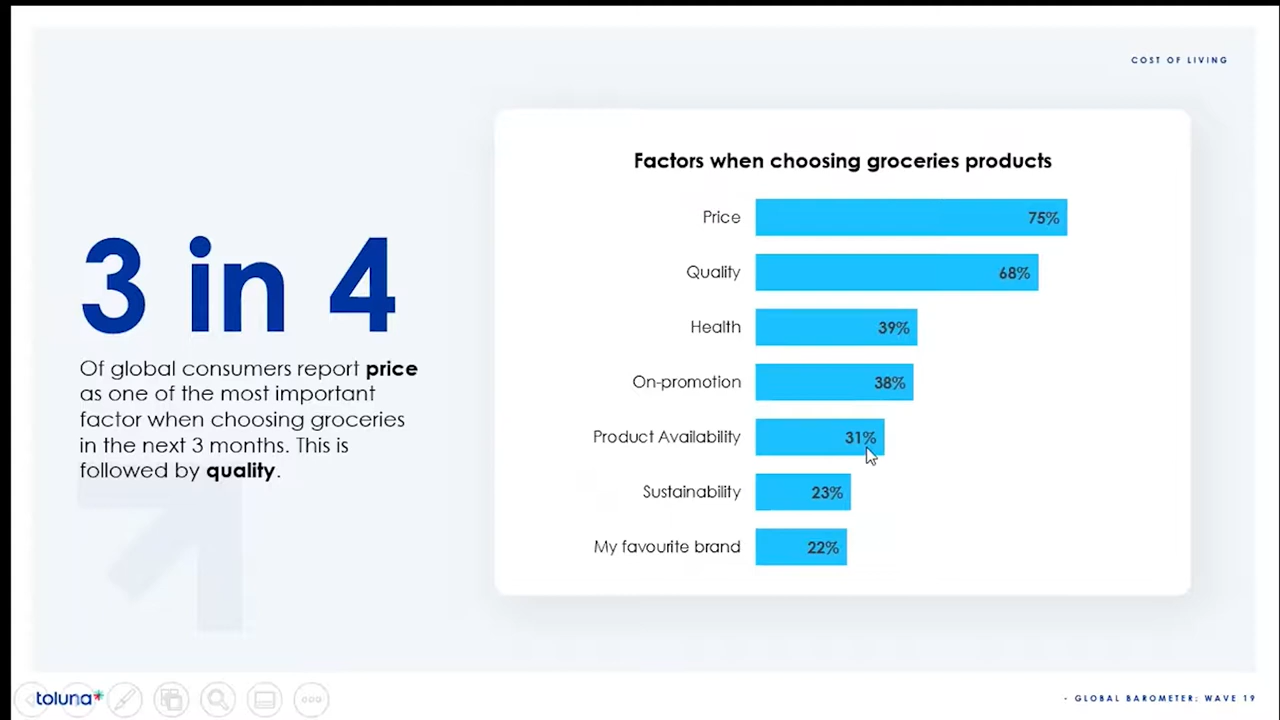 COST OF LIVING
3 in 4
Of global consumers report price
as one of the most important
factor when choosing groceries
in the next 3 months. This is
followed by quality.
Factors when choosing groceries products
Price 75%
Quality 68%
Health 39%
On-promotion 38%
Product Availability 31%
Sustainability 23%
My favourite brand 22%
toluna*
- GLOBAL BAROMETER: WAVE 19